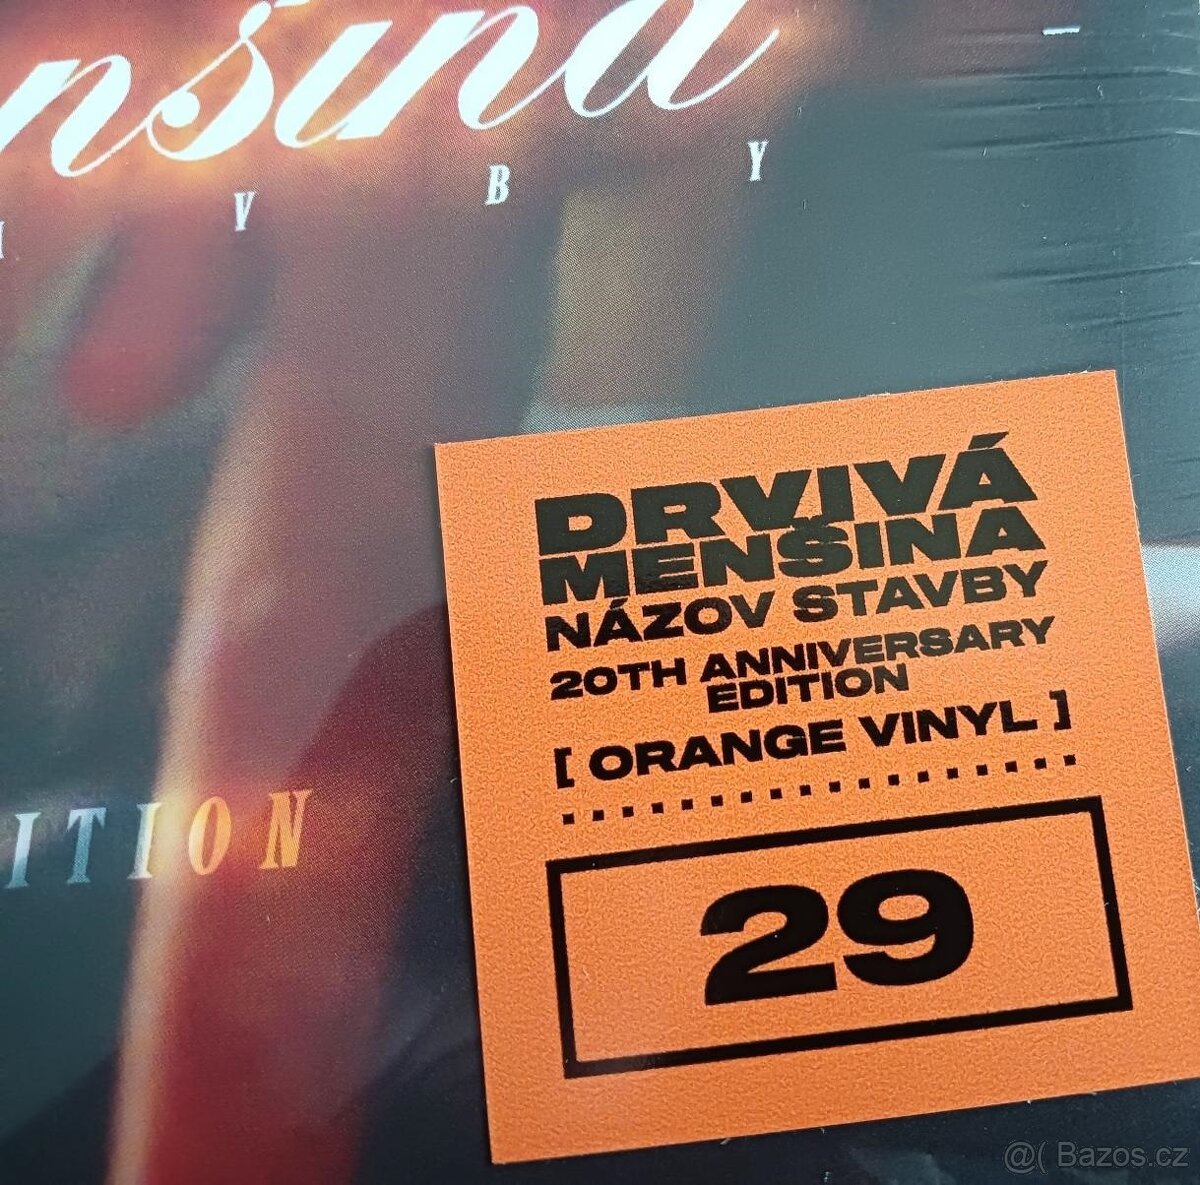 nšina
V B Y
DRVIVÁ
MENŠINA
NÁZOV STAVBY
20TH ANNIVERSARY
EDITION
[ ORANGE VINYL ]
ITION
29
@( Bazos.cz